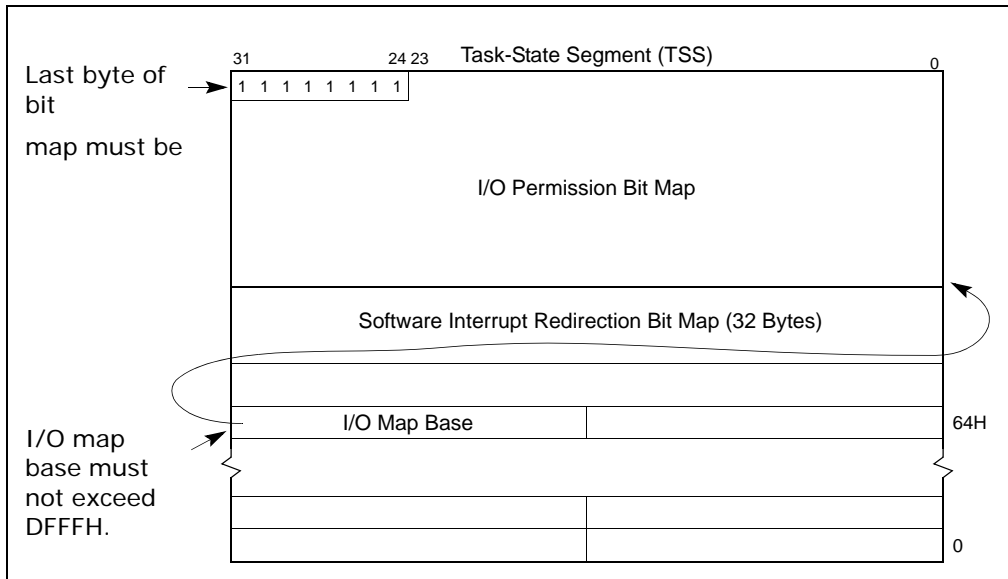 Task-State Segment (TSS)
31 24 23 0
Last byte of
bit
map must be
1 1 1 1 1 1 1 1
I/O Permission Bit Map
Software Interrupt Redirection Bit Map (32 Bytes)
I/O Map Base
64H
I/O map
base must
not exceed
DFFFH.
0